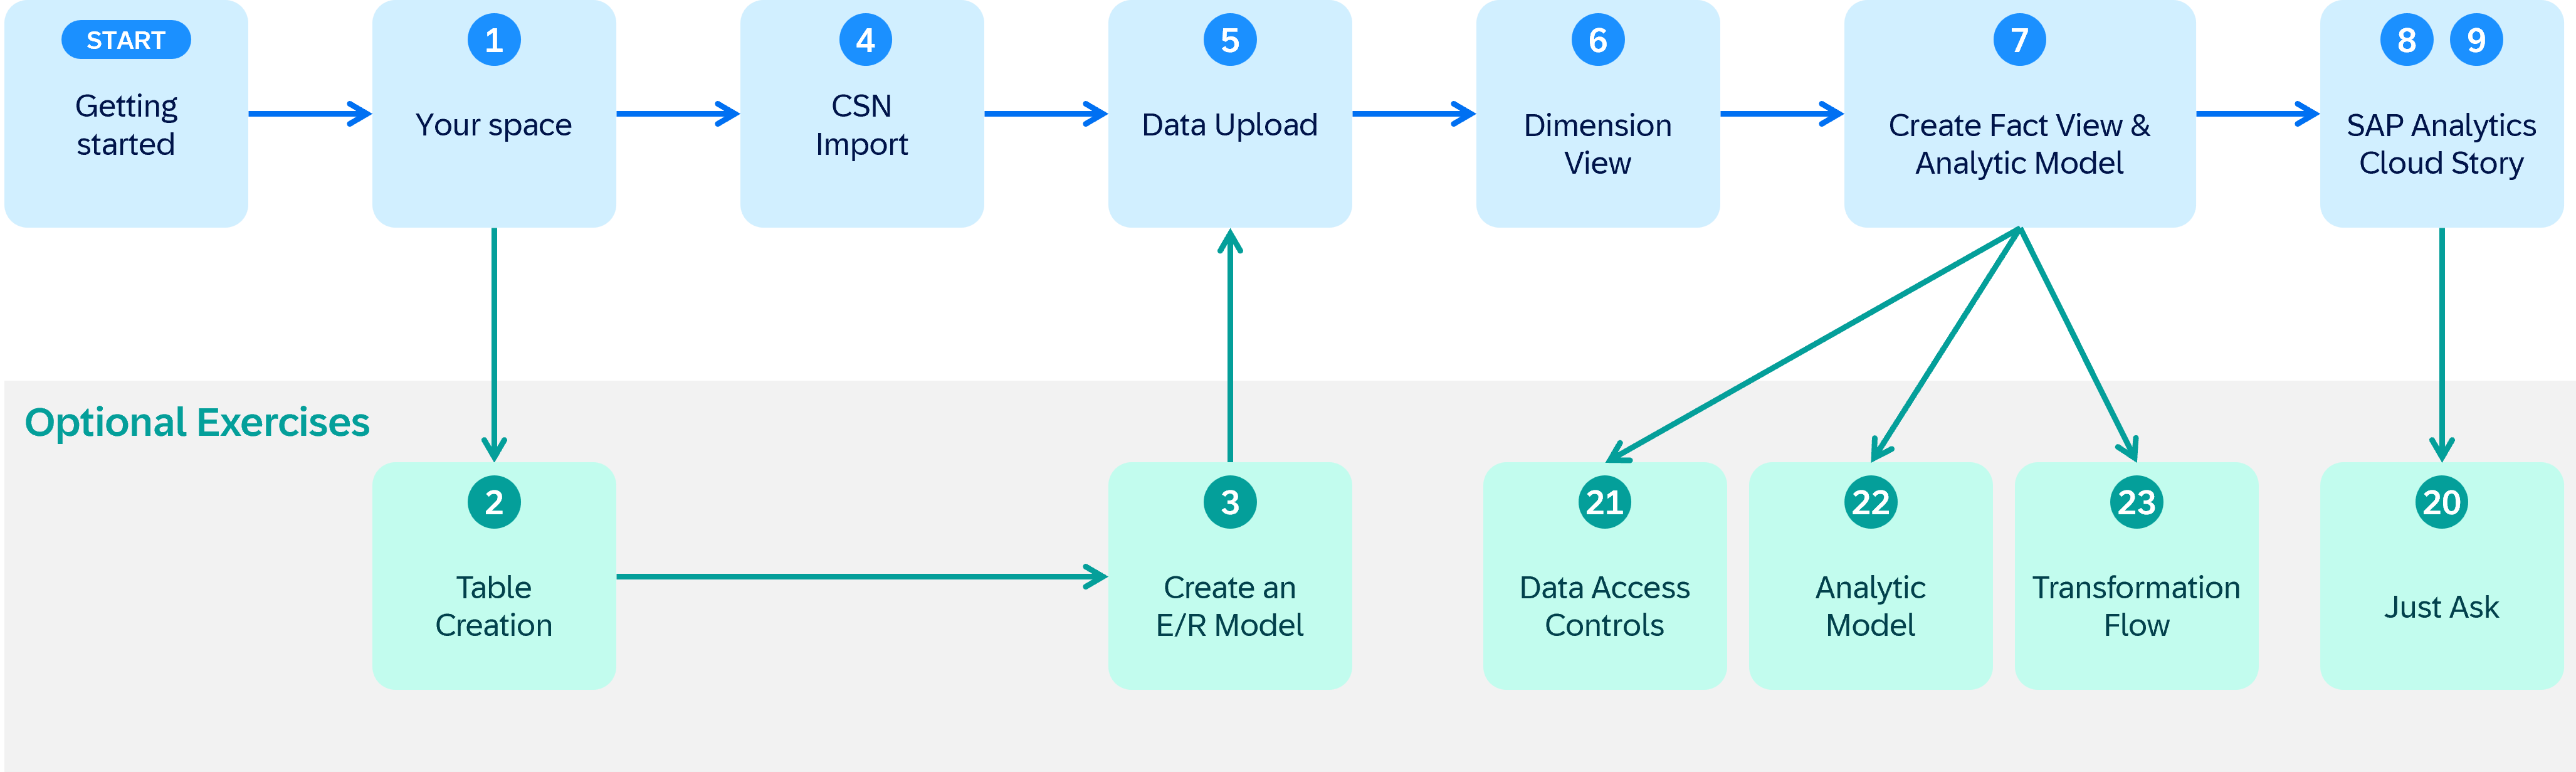 START
Getting
started
1
Your space
4
CSN
Import
5
Data Upload
6
Dimension
View
7
Create Fact View &
Analytic Model
8 9
SAP Analytics
Cloud Story
Optional Exercises
2
Table
Creation
3
Create an
E/R Model
21
Data Access
Controls
22
Analytic
Model
23
Transformation
Flow
20
Just Ask